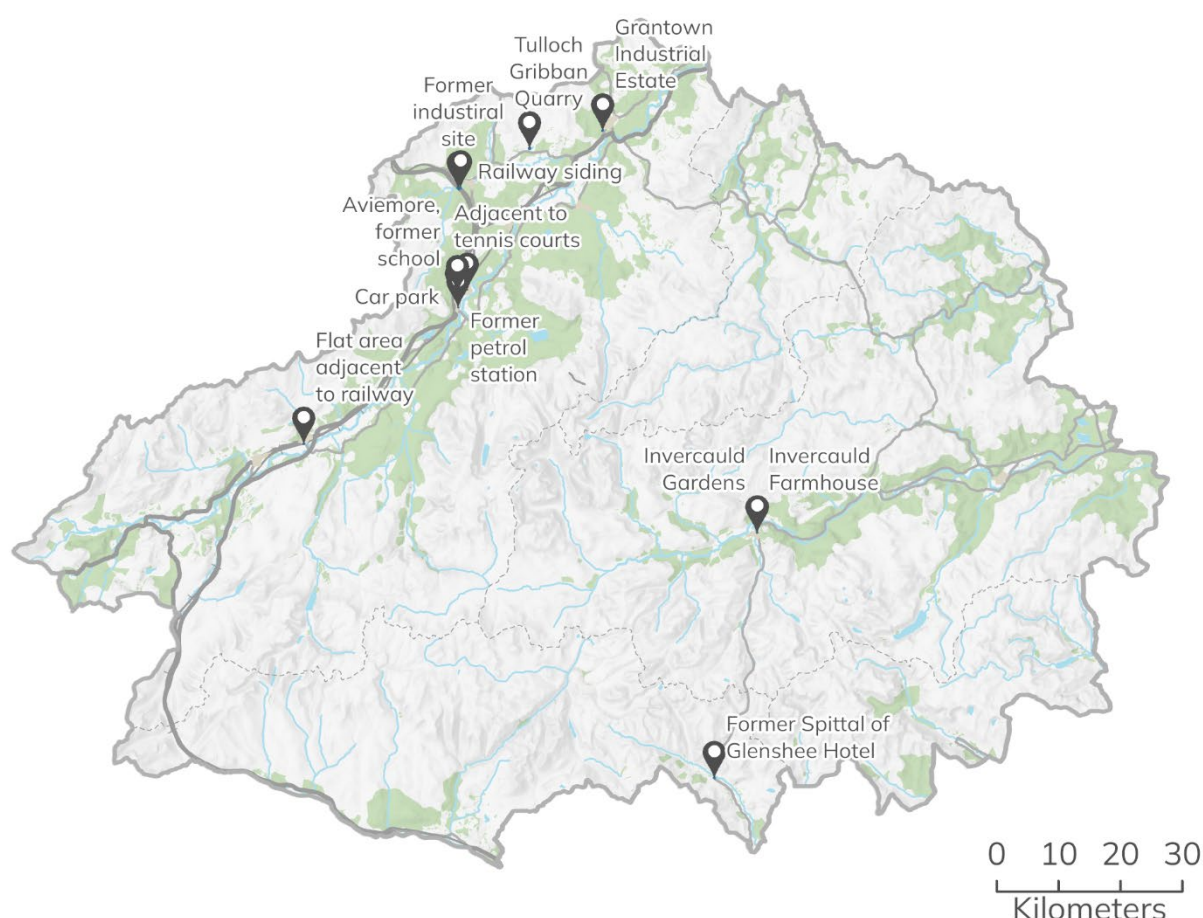 Grantown
Industrial
Estate
Tulloch
Gribban
Quarry
Former
industiral
site
Railway siding
Aviemore,
former
school
Adjacent to
tennis courts
Car park
Former
petrol
station
Flat area
adjacent
to railway
Invercauld
Gardens
Invercauld
Farmhouse
Former Spittal of
Glenshee Hotel
0 10 20 30
Kilometers